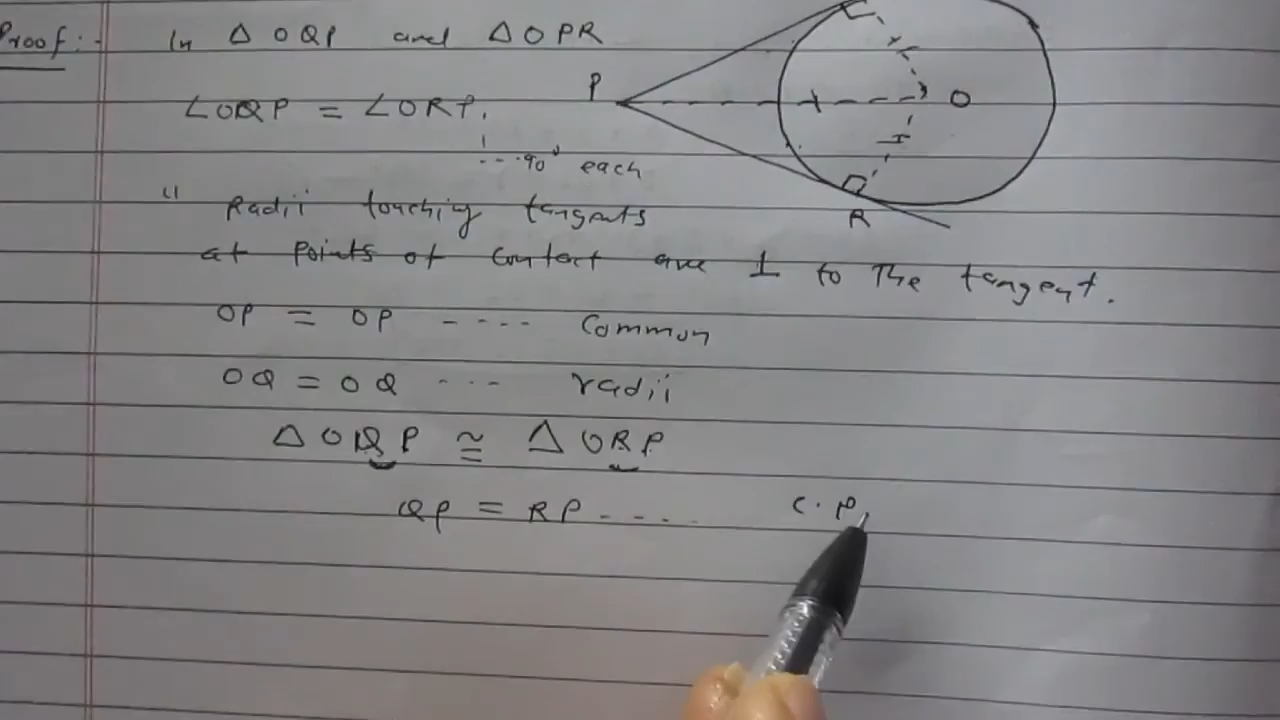 Proof:- In Δ OQP and Δ OPR
∠OQP = ∠ORP.
....90° each
" Radii touching tangents
at points of contact are ⊥ to The tangent.
OP = OP ---- Common
OQ = OQ --- radii
Δ OQP ≅ Δ ORP
QP = RP ---- C.P.
P
O
R